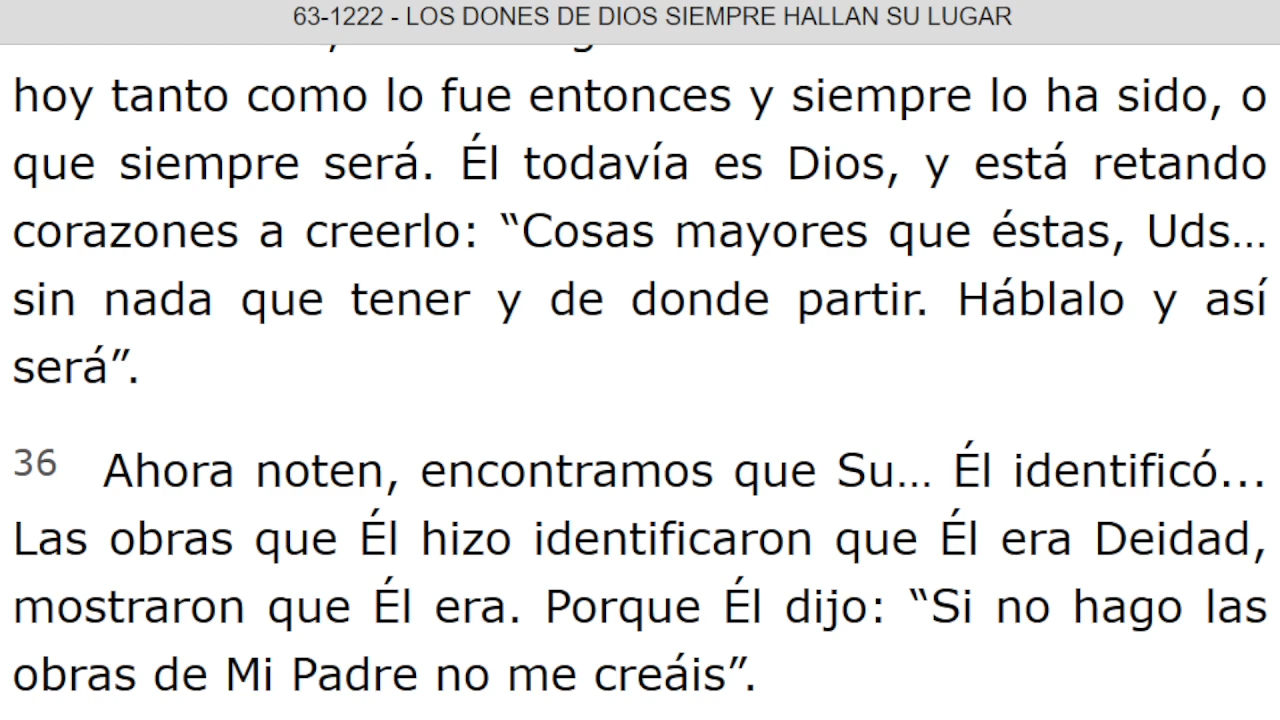 63-1222 - LOS DONES DE DIOS SIEMPRE HALLAN SU LUGAR
hoy tanto como lo fue entonces y siempre lo ha sido, o
que siempre será. Él todavía es Dios, y está retando
corazones a creerlo: “Cosas mayores que éstas, Uds...
sin nada que tener y de donde partir. Háblalo y así
será”.
36 Ahora noten, encontramos que Su... Él identificó...
Las obras que Él hizo identificaron que Él era Deidad,
mostraron que Él era. Porque Él dijo: “Si no hago las
obras de Mi Padre no me creáis”.